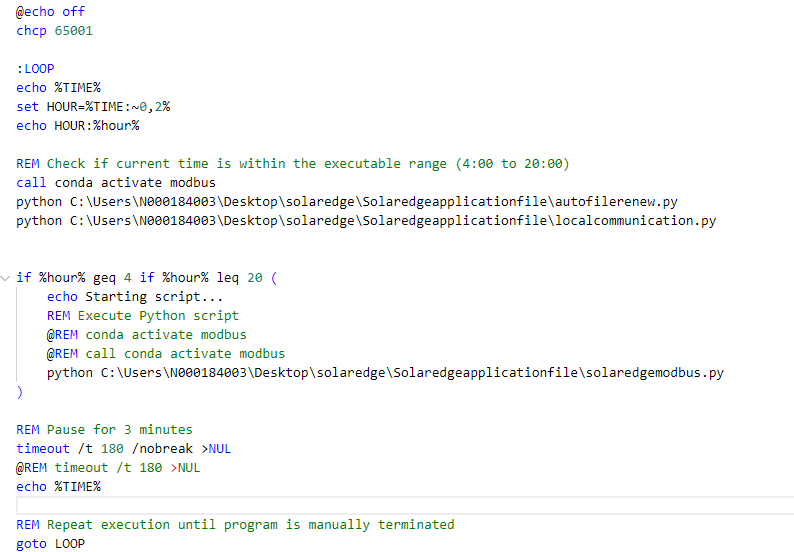 @echo off
chcp 65001
:LOOP
echo %TIME%
set HOUR=%TIME:~0,2%
echo HOUR:%hour%
REM Check if current time is within the executable range (4:00 to 20:00)
call conda activate modbus
python C:\Users\N000184003\Desktop\solaredge\Solaredgeapplicationfile\autofilerenew.py
python C:\Users\N000184003\Desktop\solaredge\Solaredgeapplicationfile\localcommunication.py
if %hour% geq 4 if %hour% leq 20 (
    echo Starting script...
    REM Execute Python script
    @REM conda activate modbus
    @REM call conda activate modbus
    python C:\Users\N000184003\Desktop\solaredge\Solaredgeapplicationfile\solaredgemodbus.py
)
REM Pause for 3 minutes
timeout /t 180 /nobreak >NUL
@REM timeout /t 180 >NUL
echo %TIME%
REM Repeat execution until program is manually terminated
goto LOOP